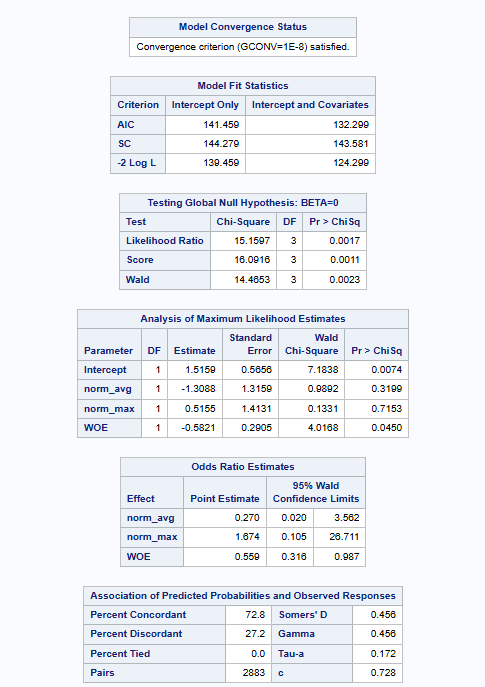 Model Convergence Status
Convergence criterion (GCONV=1E-8) satisfied.
Model Fit Statistics
Criterion Intercept Only Intercept and Covariates
AIC 141.459 132.299
SC 144.279 143.581
-2 Log L 139.459 124.299
Testing Global Null Hypothesis: BETA=0
Test Chi-Square DF Pr > ChiSq
Likelihood Ratio 15.1597 3 0.0017
Score 16.0916 3 0.0011
Wald 14.4653 3 0.0023
Analysis of Maximum Likelihood Estimates
Standard Wald
Parameter DF Estimate Error Chi-Square Pr > ChiSq
Intercept 1 1.5159 0.5656 7.1838 0.0074
norm_avg 1 -1.3088 1.3159 0.9892 0.3199
norm_max 1 0.5155 1.4131 0.1331 0.7153
WOE 1 -0.5821 0.2905 4.0168 0.0450
Odds Ratio Estimates
95% Wald
Effect Point Estimate Confidence Limits
norm_avg 0.270 0.020 3.562
norm_max 1.674 0.105 26.711
WOE 0.559 0.316 0.987
Association of Predicted Probabilities and Observed Responses
Percent Concordant 72.8 Somers' D 0.456
Percent Discordant 27.2 Gamma 0.456
Percent Tied 0.0 Tau-a 0.172
Pairs 2883 c 0.728